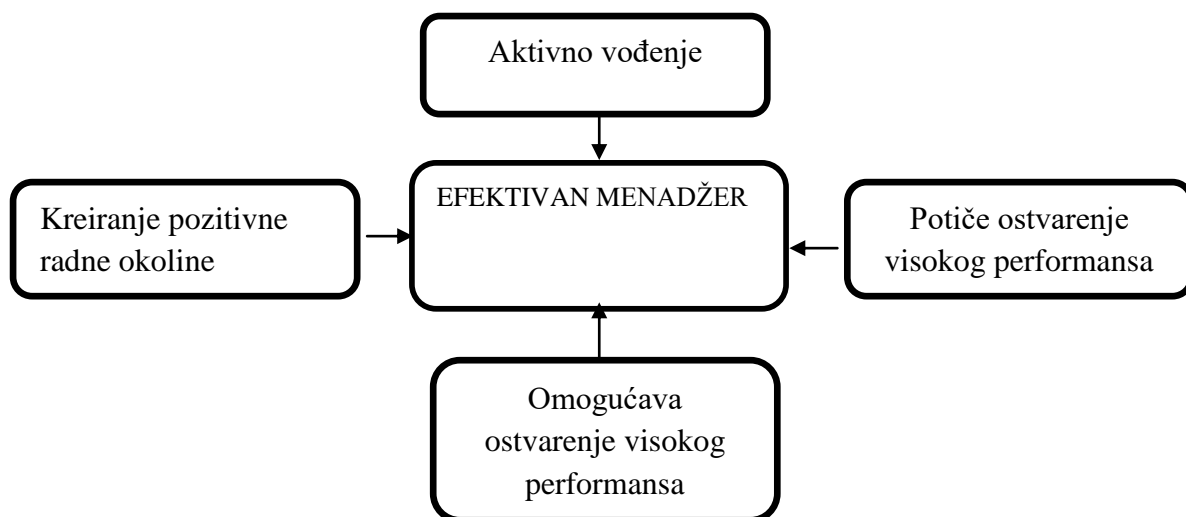 Aktivno vođenje
EFEKTIVAN MENADŽER
Kreiranje pozitivne
radne okoline
Potiče ostvarenje
visokog performansa
Omogućava
ostvarenje visokog
performansa